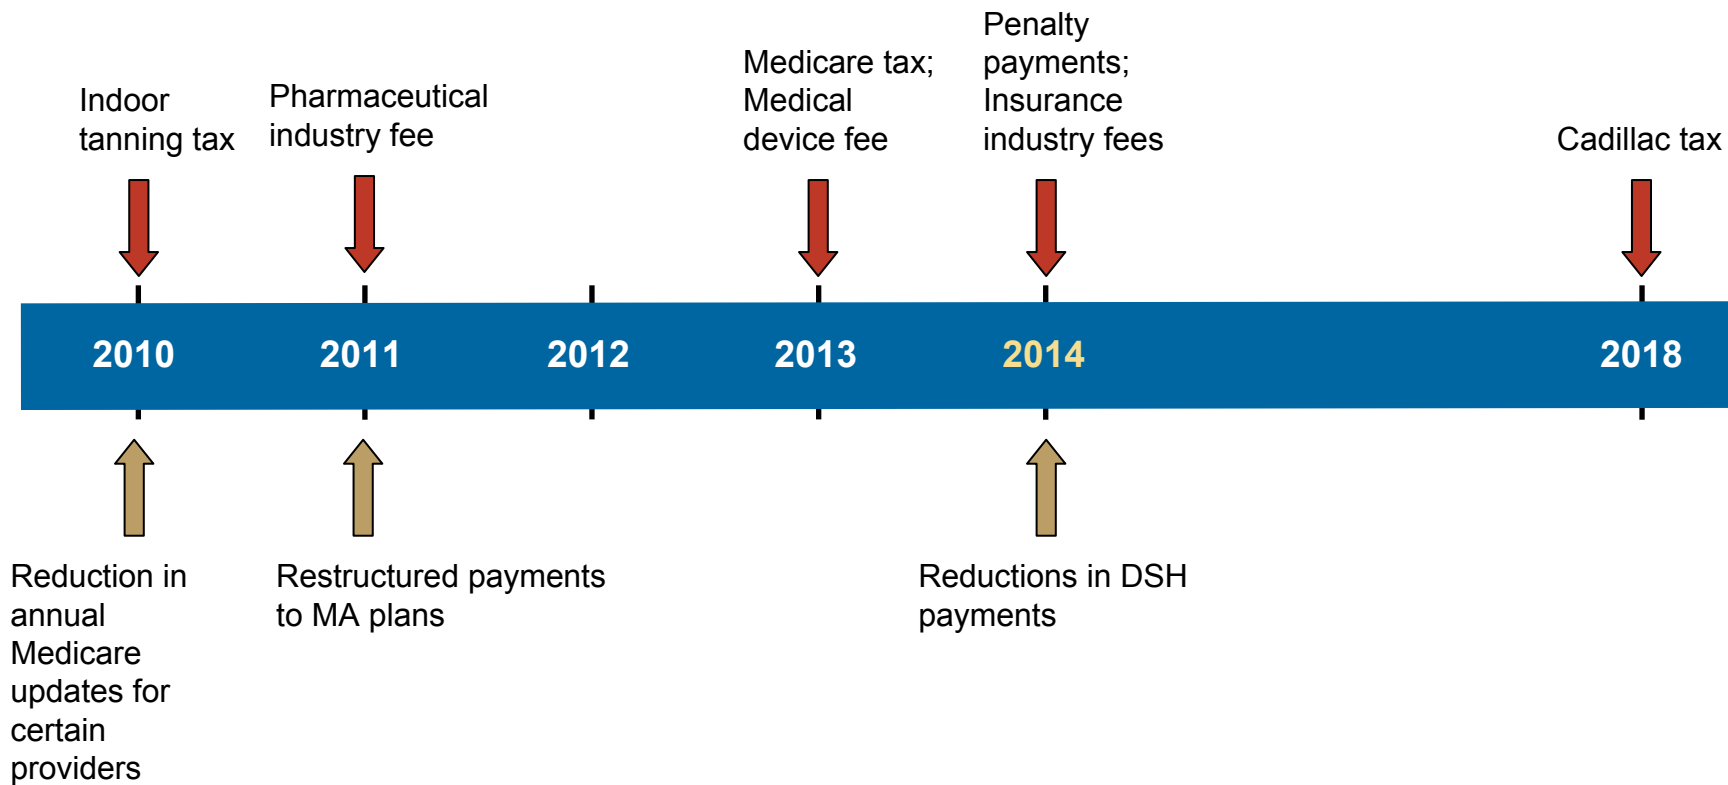 Indoor
tanning tax
Pharmaceutical
industry fee
Medicare tax;
Medical
device fee
Penalty
payments;
Insurance
industry fees
Cadillac tax
2010
2011
2012
2013
2014
2018
Reduction in
annual
Medicare
updates for
certain
providers
Restructured payments
to MA plans
Reductions in DSH
payments